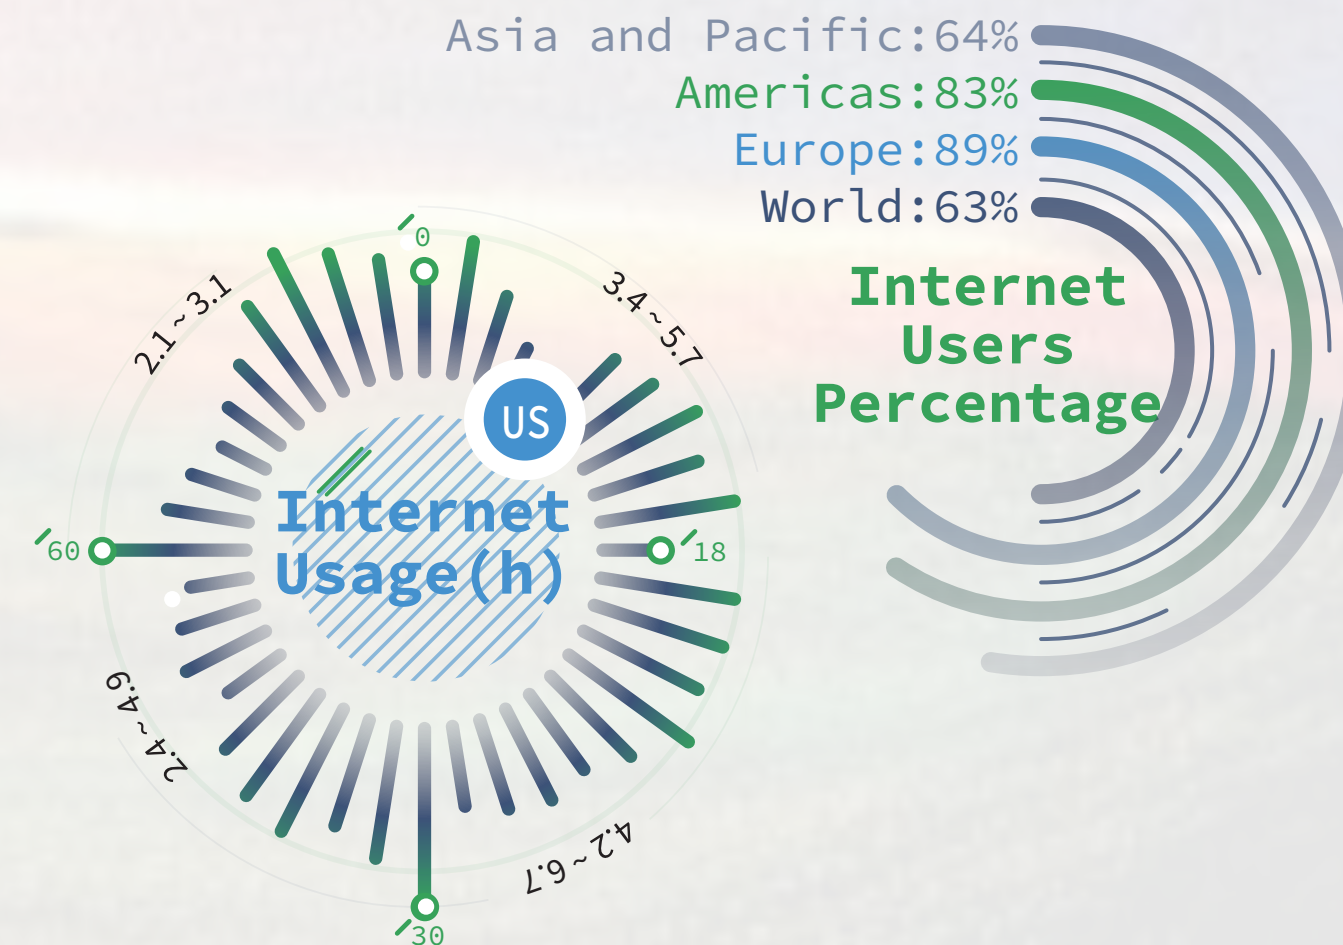 Asia and Pacific:64%
Americas:83%
Europe:89%
World:63%
Internet
Users
Percentage
0
2.1 ~ 3.1
3.4 ~ 5.7
US
Internet
Usage(h)
60
18
2.4 ~ 4.9
4.2 ~ 6.7
30